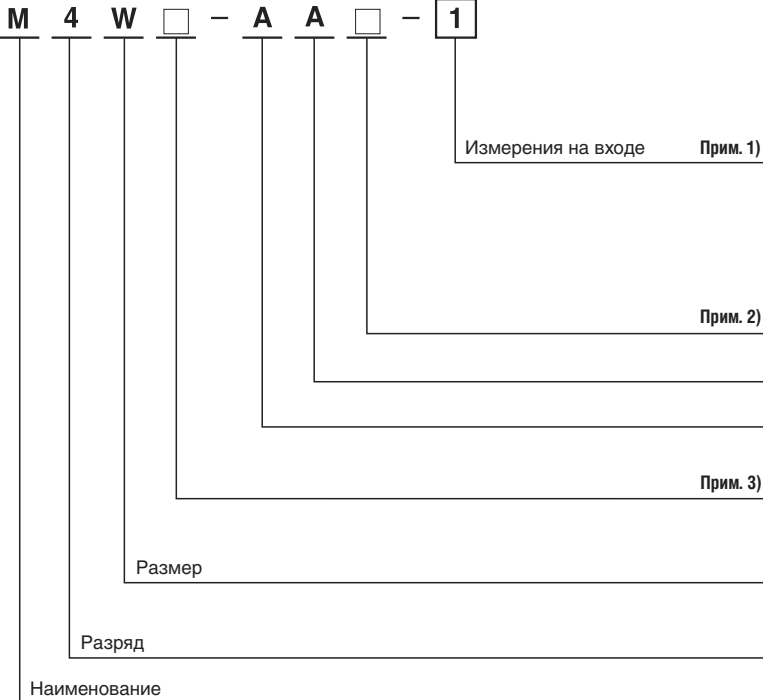 M 4 W □ – A A □ – 1
Измерения на входе Прим. 1)
Прим. 2)
Прим. 3)
Размер
Разряд
Наименование